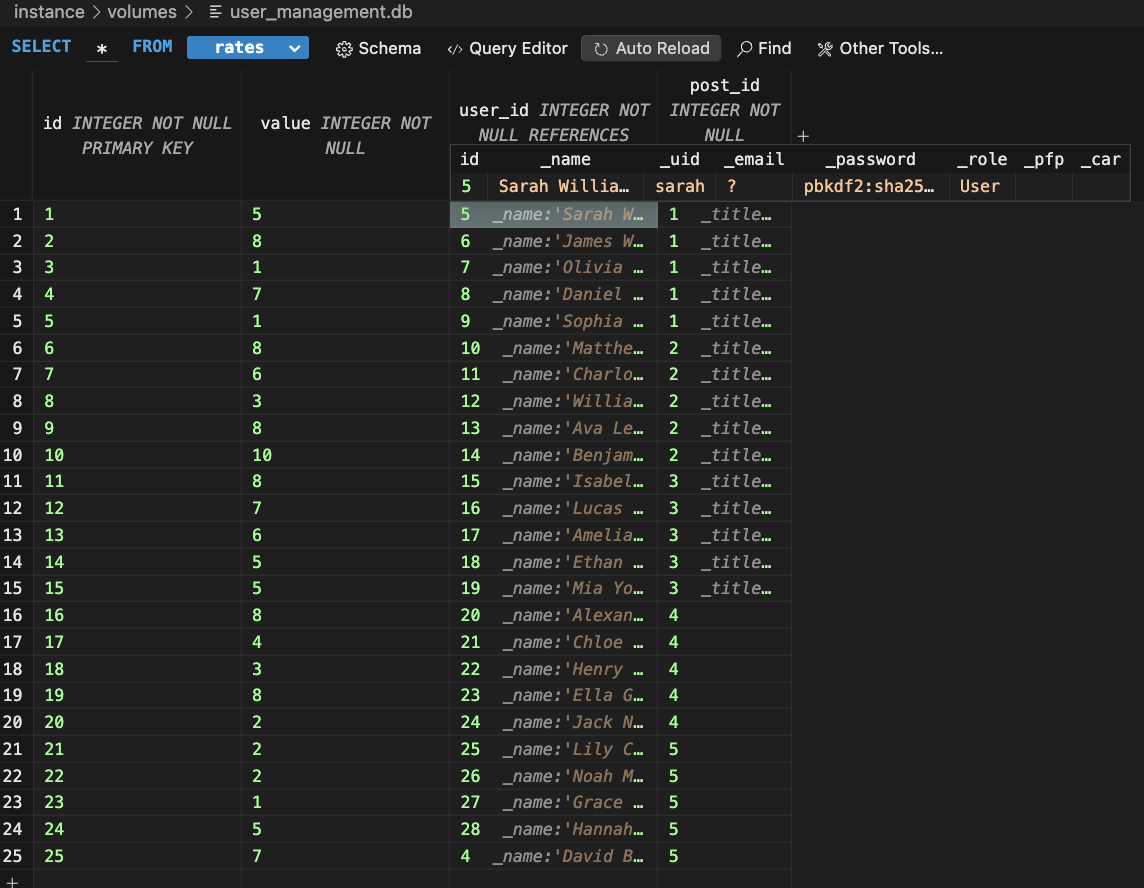 instance > volumes > user_management.db
SELECT * FROM rates Schema </> Query Editor Auto Reload Find Other Tools...
id INTEGER NOT NULL PRIMARY KEY
value INTEGER NOT NULL
user_id INTEGER NOT NULL REFERENCES
post_id INTEGER NOT NULL
+
id _name _uid _email _password _role _pfp _car
5 Sarah Willia… sarah ? pbkdf2:sha25… User
1 1 5 5 _name:'Sarah W… 1 _title…
2 2 8 6 _name:'James W… 1 _title…
3 3 1 7 _name:'Olivia … 1 _title…
4 4 7 8 _name:'Daniel … 1 _title…
5 5 1 9 _name:'Sophia … 1 _title…
6 6 8 10 _name:'Matthe… 2 _title…
7 7 6 11 _name:'Charlo… 2 _title…
8 8 3 12 _name:'Willia… 2 _title…
9 9 8 13 _name:'Ava Le… 2 _title…
10 10 10 14 _name:'Benjam… 2 _title…
11 11 8 15 _name:'Isabel… 3 _title…
12 12 7 16 _name:'Lucas … 3 _title…
13 13 6 17 _name:'Amelia… 3 _title…
14 14 5 18 _name:'Ethan … 3 _title…
15 15 5 19 _name:'Mia Yo… 3 _title…
16 16 8 20 _name:'Alexan… 4
17 17 4 21 _name:'Chloe … 4
18 18 3 22 _name:'Henry … 4
19 19 8 23 _name:'Ella G… 4
20 20 2 24 _name:'Jack N… 4
21 21 2 25 _name:'Lily C… 5
22 22 2 26 _name:'Noah M… 5
23 23 1 27 _name:'Grace … 5
24 24 5 28 _name:'Hannah… 5
25 25 7 4 _name:'David B… 5
+